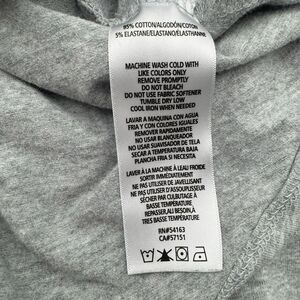 95% COTTON/ALGODÓN/COTON
5% ELASTANE/ELASTANO/ÉLASTHANNE
MACHINE WASH COLD WITH
LIKE COLORS ONLY
REMOVE PROMPTLY
DO NOT BLEACH
DO NOT USE FABRIC SOFTENER
TUMBLE DRY LOW
COOL IRON WHEN NEEDED
LAVAR A MAQUINA CON AGUA
FRIA Y CON COLORES IGUALES
REMOVER RAPIDAMENTE
NO USAR BLANQUEADOR
NO USAR SUAVISADOR DE TELA
SECAR A TEMPERATURA BAJA
PLANCHA FRIA SI NECESITA
LAVER À LA MACHINE À L'EAU FROIDE
SORTIR IMMÉDIATEMENT
NE PAS UTILISER DE JAVELLISANT
NE PAS UTILISER D'ASSOUPLISSEUR
SÉCHER CULBUTAGE À
BASSE TEMPÉRATURE
REPASSER, AU BESOIN, À
TRÈS BASSE TEMPÉRATURE
RN#54163
CA#57151